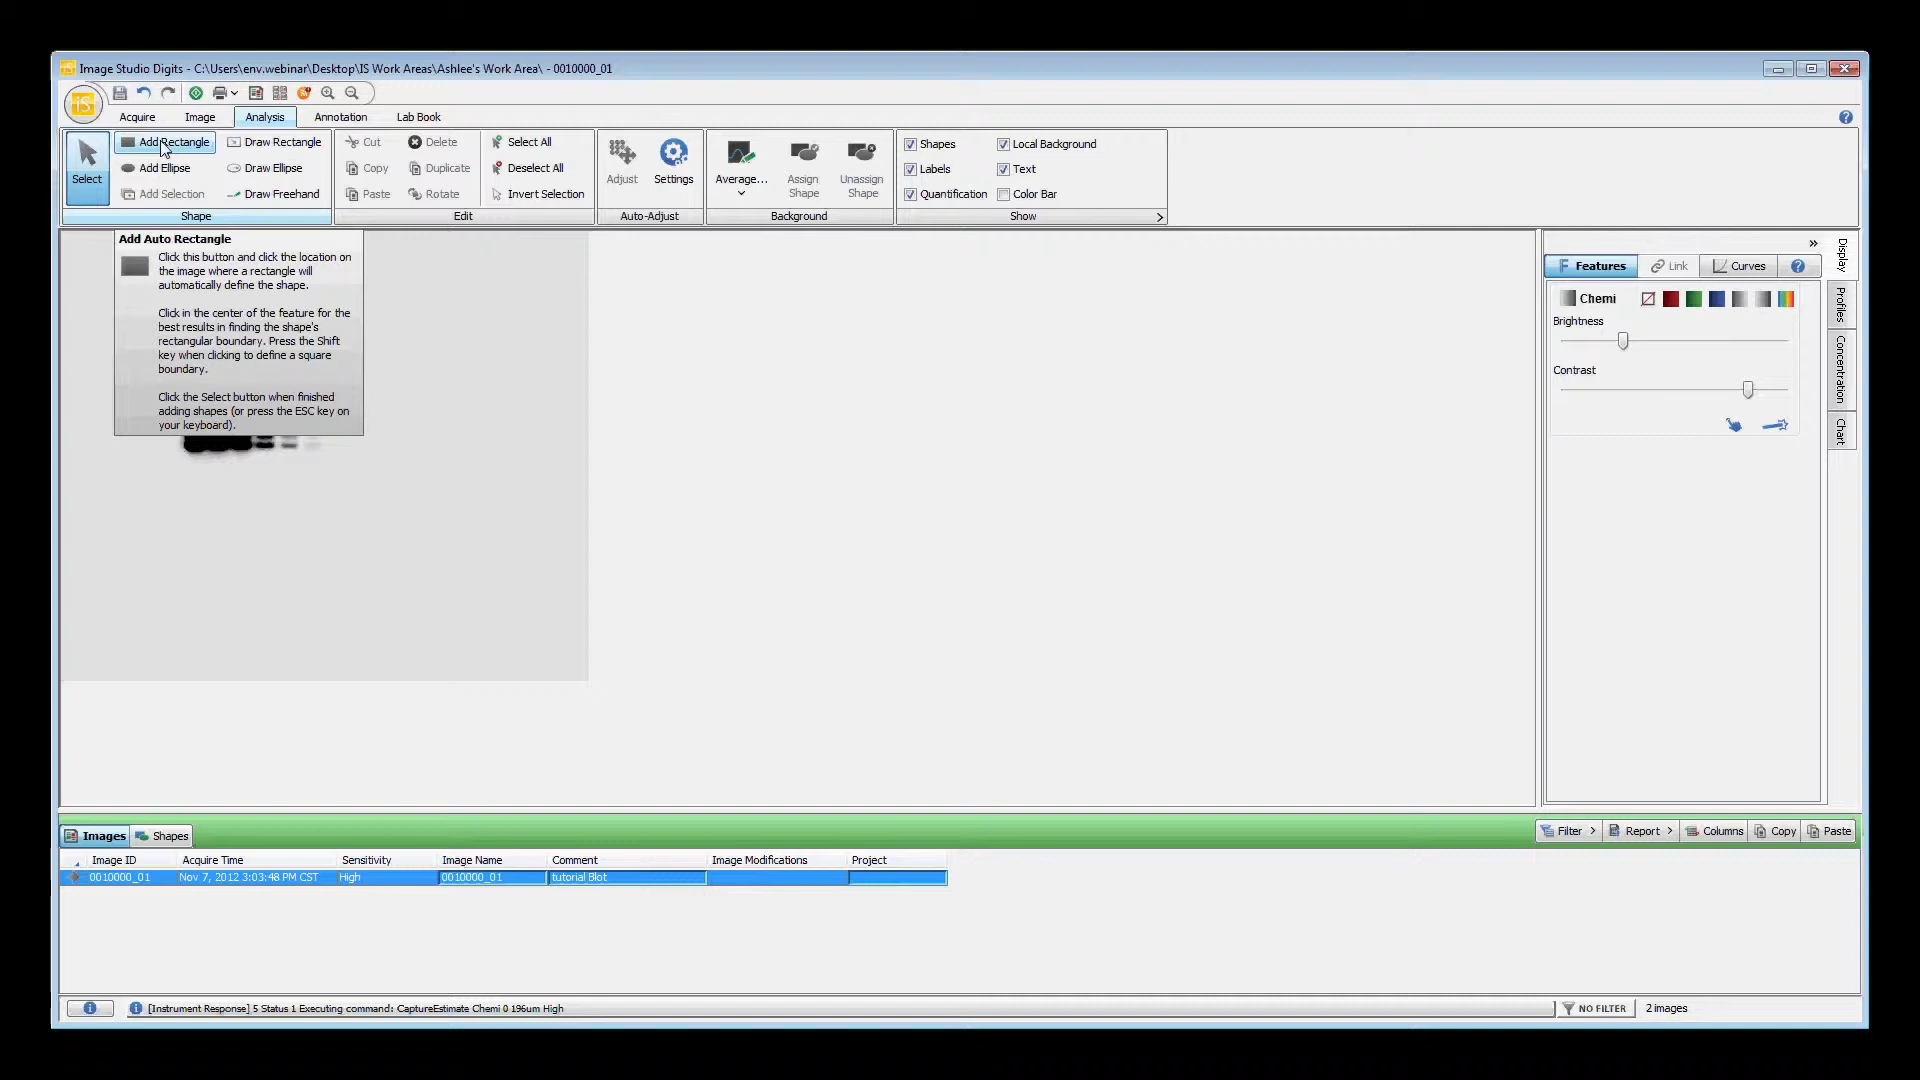 Image Studio Digits - C:\Users\env.webinar\Desktop\IS Work Areas\Ashlee's Work Area\ - 0010000_01
iS
Acquire Image Analysis Annotation Lab Book
Add Rectangle Draw Rectangle Cut Delete Select All
Select Add Ellipse Draw Ellipse Copy Duplicate Deselect All
Add Selection Draw Freehand Paste Rotate Invert Selection
Adjust Settings Average... Assign Shape Unassign Shape
Shapes Local Background
Labels Text
Quantification Color Bar
Shape Edit Auto-Adjust Background Show
Add Auto Rectangle
Click this button and click the location on
the image where a rectangle will
automatically define the shape.
Click in the center of the feature for the
best results in finding the shape's
rectangular boundary. Press the Shift
key when clicking to define a square
boundary.
Click the Select button when finished
adding shapes (or press the ESC key on
your keyboard).
Features Link Curves
Chemi
Brightness
Contrast
Display
Profiles
Concentration
Chart
Images Shapes Filter Report Columns Copy Paste
Image ID Acquire Time Sensitivity Image Name Comment Image Modifications Project
0010000_01 Nov 7, 2012 3:03:48 PM CST High 0010000_01 tutorial Blot
[Instrument Response] 5 Status 1 Executing command: CaptureEstimate Chemi 0 196um High NO FILTER 2 images